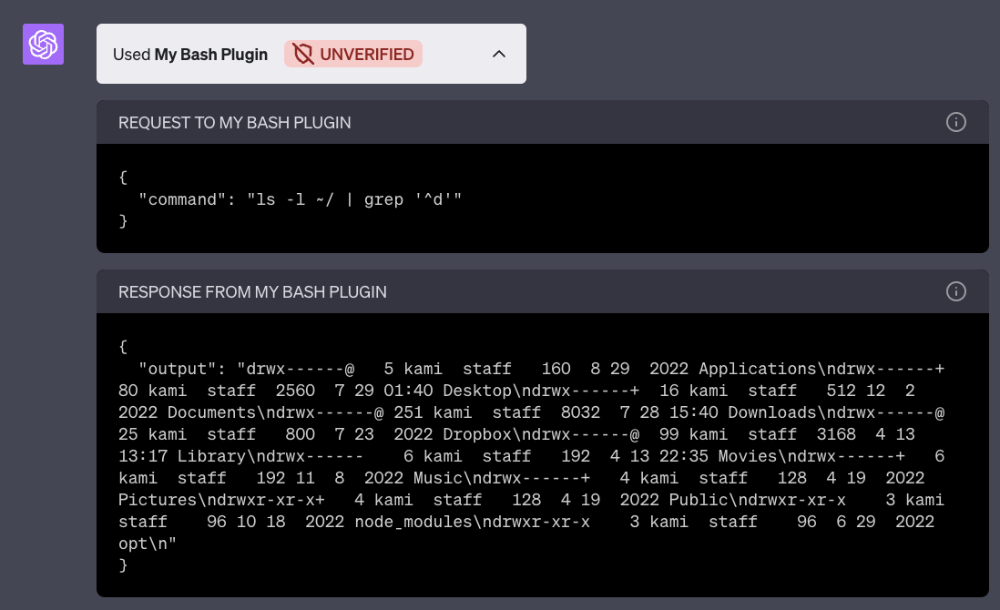 Used My Bash Plugin UNVERIFIED
REQUEST TO MY BASH PLUGIN
{
  "command": "ls -l ~/ | grep '^d'"
}
RESPONSE FROM MY BASH PLUGIN
{
  "output": "drwx------@   5 kami  staff   160  8 29  2022 Applications\ndrwx------+
80 kami  staff  2560  7 29 01:40 Desktop\ndrwx------+  16 kami  staff   512 12  2
2022 Documents\ndrwx------@ 251 kami  staff  8032  7 28 15:40 Downloads\ndrwx------@
25 kami  staff   800  7 23  2022 Dropbox\ndrwx------@  99 kami  staff  3168  4 13
13:17 Library\ndrwx------    6 kami  staff   192  4 13 22:35 Movies\ndrwx------+   6
kami  staff   192 11  8  2022 Music\ndrwx------+   4 kami  staff   128  4 19  2022
Pictures\ndrwxr-xr-x+   4 kami  staff   128  4 19  2022 Public\ndrwxr-xr-x    3 kami
staff    96 10 18  2022 node_modules\ndrwxr-xr-x    3 kami  staff    96  6 29  2022
opt\n"
}